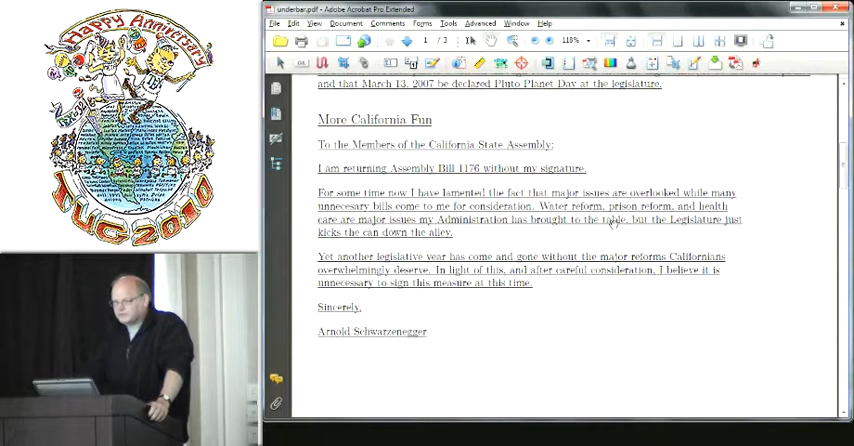 Happy Anniversary
TUG 2010
underbar.pdf - Adobe Acrobat Pro Extended
File Edit View Document Comments Forms Tools Advanced Window Help
1 / 3
118%
and that March 13, 2007 be declared Pluto Planet Day at the legislature.
More California Fun
To the Members of the California State Assembly:
I am returning Assembly Bill 1176 without my signature.
For some time now I have lamented the fact that major issues are overlooked while many
unnecesary bills come to me for consideration. Water reform, prison reform, and health
care are major issues my Administration has brought to the table, but the Legislature just
kicks the can down the alley.
Yet another legislative year has come and gone without the major reforms Californians
overwhelmingly deserve. In light of this, and after careful consideration, I believe it is
unnecessary to sign this measure at this time.
Sincerely,
Arnold Schwarzenegger